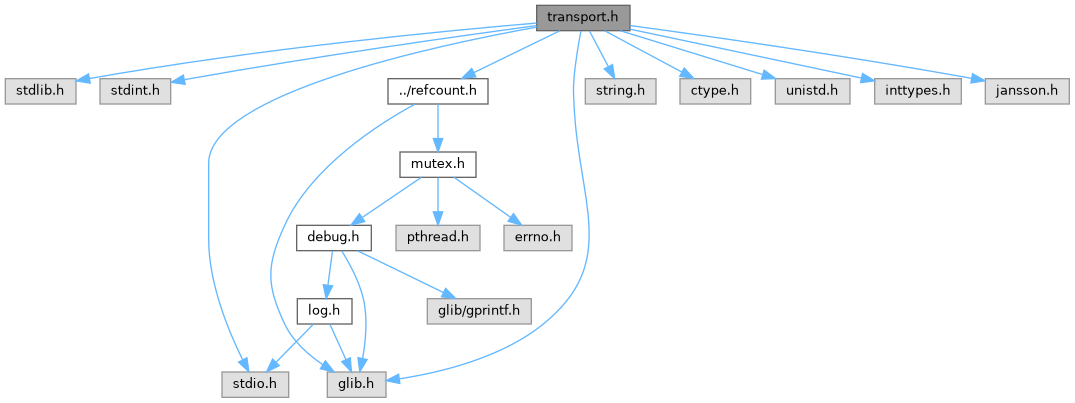 transport.h
stdlib.h
stdint.h
../refcount.h
string.h
ctype.h
unistd.h
inttypes.h
jansson.h
mutex.h
debug.h
pthread.h
errno.h
log.h
glib/gprintf.h
stdio.h
glib.h